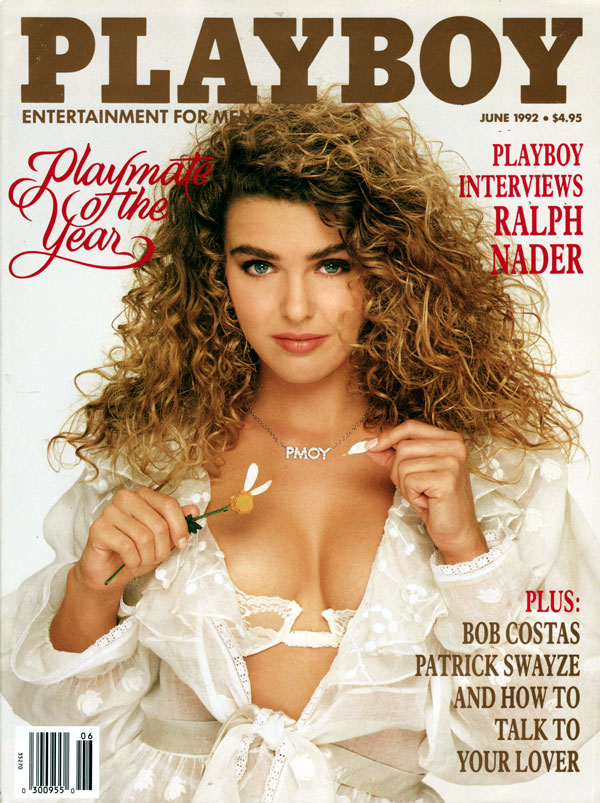 PLAYBOY
ENTERTAINMENT FOR MEN
JUNE 1992 • $4.95
Playmate
of the
Year
PLAYBOY
INTERVIEWS
RALPH
NADER
PMOY
PLUS:
BOB COSTAS
PATRICK SWAYZE
AND HOW TO
TALK TO
YOUR LOVER
06
35270
0 300955 0